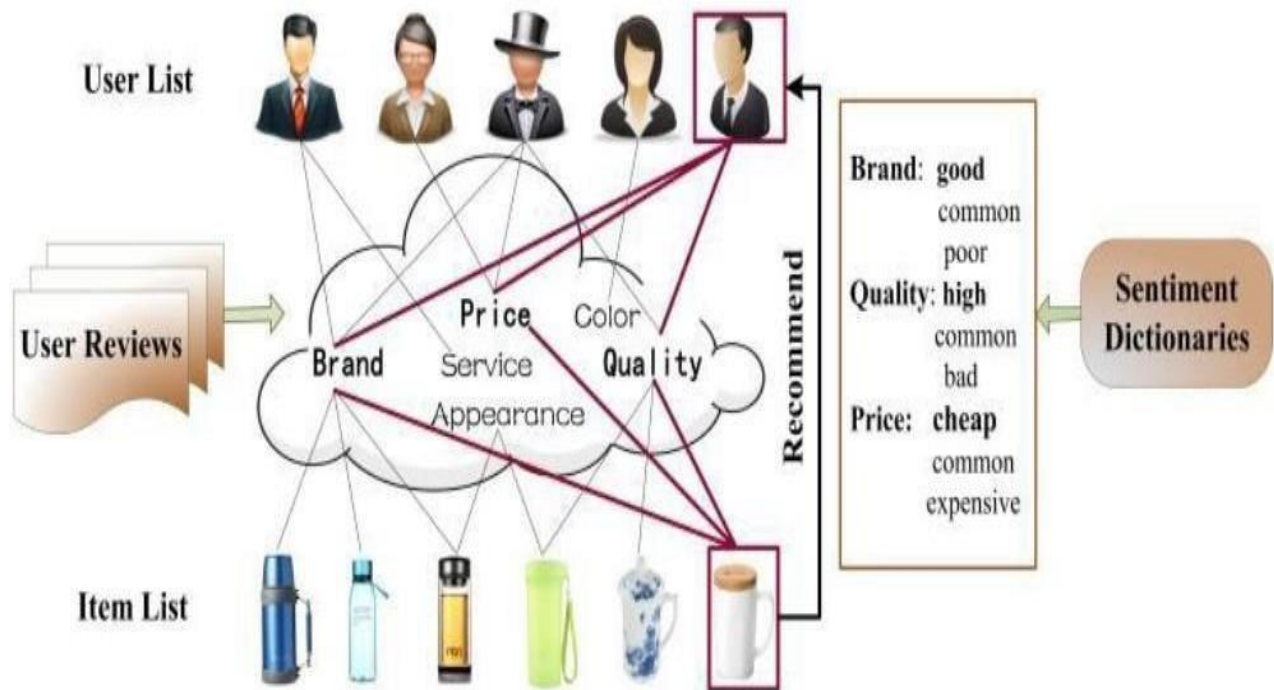 User List
User Reviews
Brand
Price
Service
Color
Quality
Appearance
Item List
Recommend
Brand: good
common
poor
Quality: high
common
bad
Price: cheap
common
expensive
Sentiment
Dictionaries